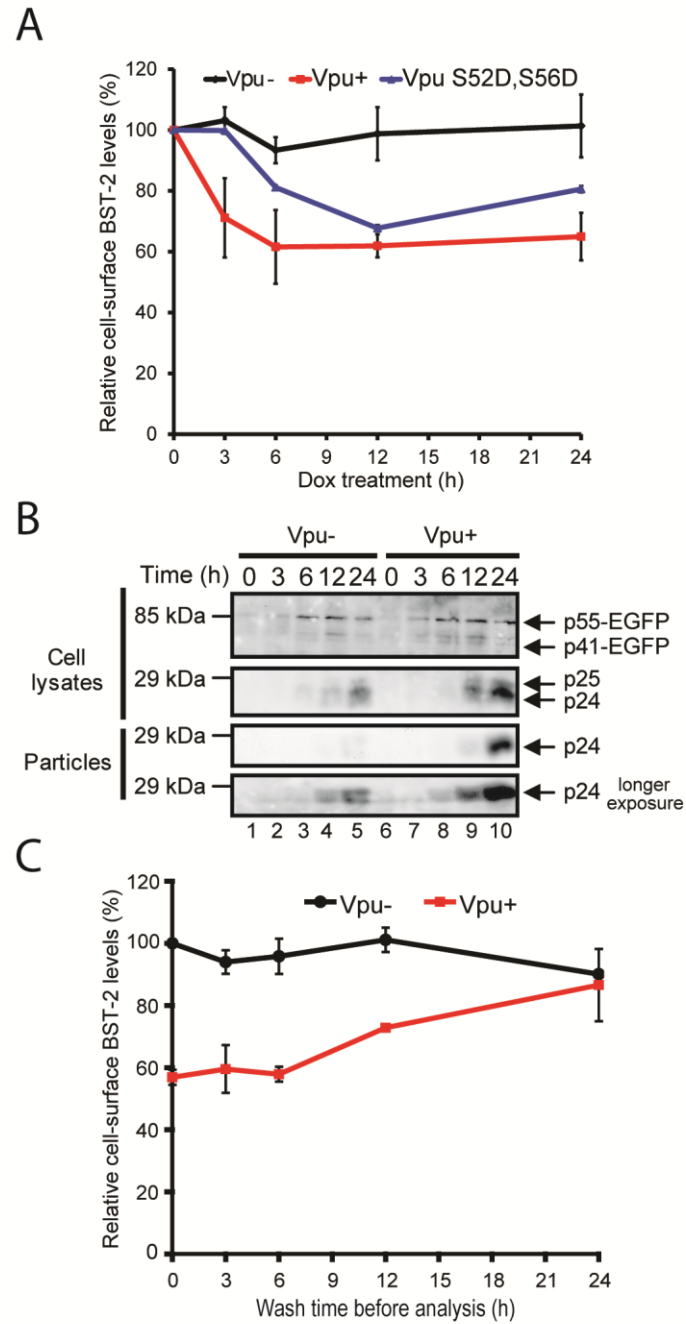 A
Vpu- Vpu+ Vpu S52D,S56D
Relative cell-surface BST-2 levels (%)
120
100
80
60
40
20
0
0 3 6 9 12 15 18 21 24
Dox treatment (h)
B
Vpu- Vpu+
Time (h) 0 3 6 12 24 0 3 6 12 24
Cell lysates
85 kDa
p55-EGFP
p41-EGFP
29 kDa
p25
p24
Particles
29 kDa
p24
29 kDa
p24 longer exposure
1 2 3 4 5 6 7 8 9 10
C
Vpu- Vpu+
Relative cell-surface BST-2 levels (%)
120
100
80
60
40
20
0
0 3 6 9 12 11 21 21 24
Wash time before analysis (h)